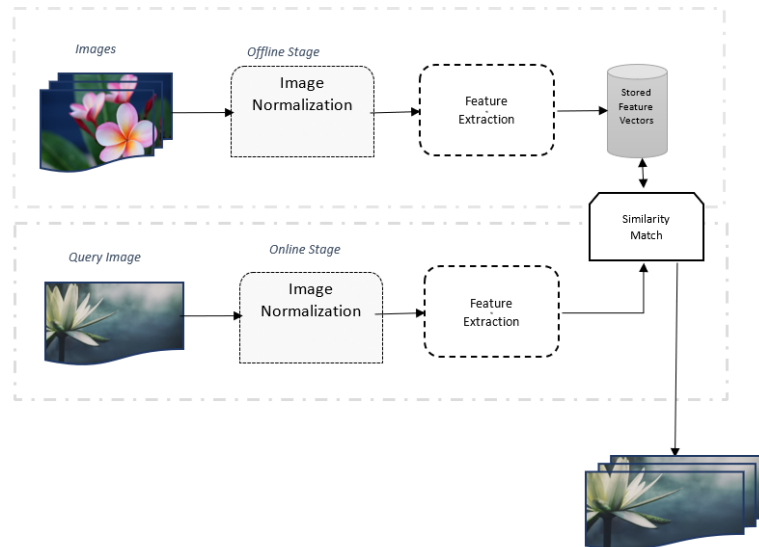 Images
Offline Stage
Image
Normalization
Feature
Extraction
Stored
Feature
Vectors
Similarity
Match
Query Image
Online Stage
Image
Normalization
Feature
Extraction